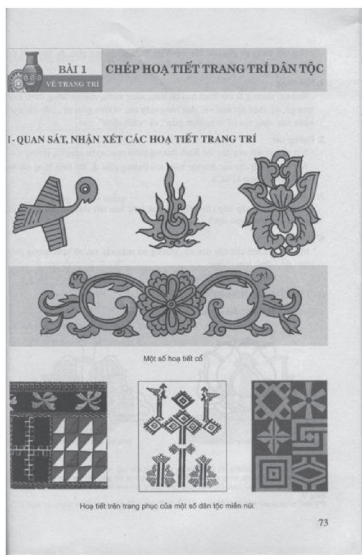 BÀI 1
VẼ TRANG TRÍ
CHÉP HOẠ TIẾT TRANG TRÍ DÂN TỘC
I - QUAN SÁT, NHẬN XÉT CÁC HOẠ TIẾT TRANG TRÍ
Một số hoạ tiết cổ
Hoạ tiết trên trang phục của một số dân tộc miền núi.
73